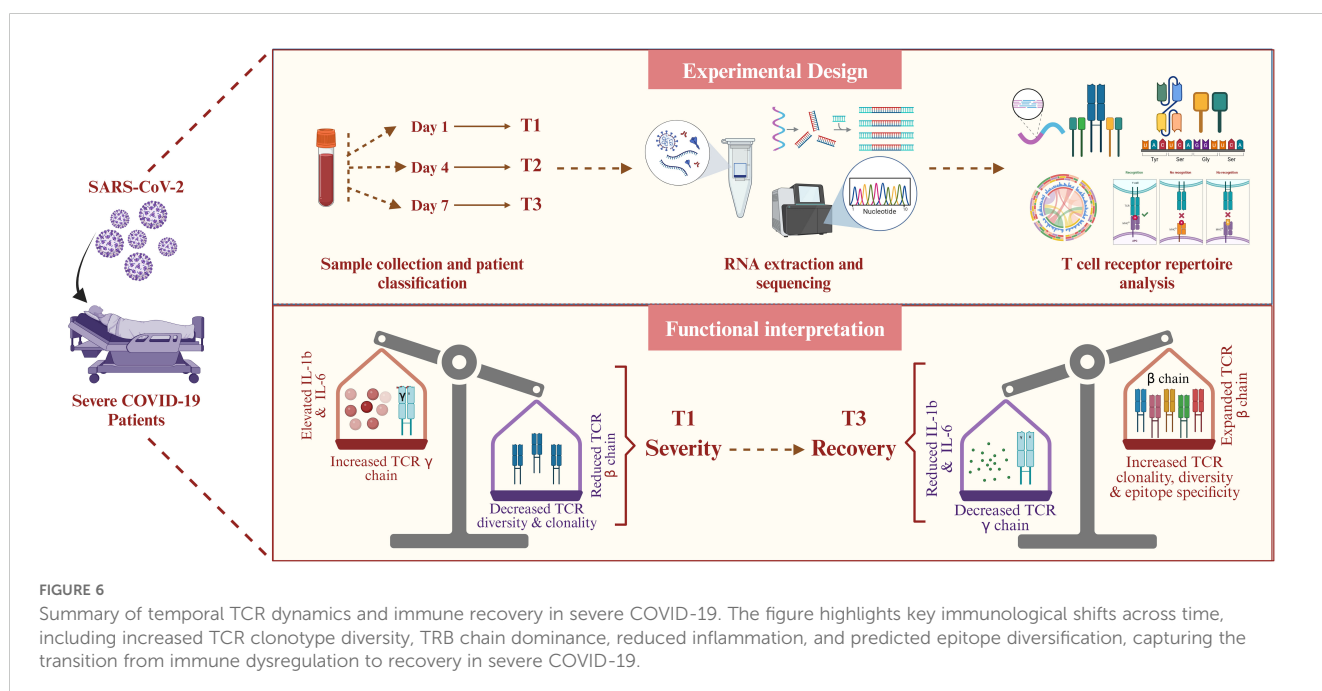 Experimental Design
SARS-CoV-2
Severe COVID-19
Patients
Day 1
T1
Day 4
T2
Day 7
T3
Sample collection and patient
classification
Nucleotide
RNA extraction and
sequencing
U A C U C A G G U U C A
Tyr Ser Gly Ser
Recognition
No recognition
No recognition
T cell receptor repertoire
analysis
Functional interpretation
Elevated IL-1b
& IL-6
γ
Increased TCR γ
chain
Decreased TCR
diversity & clonality
Reduced TCR
β chain
T1
Severity
T3
Recovery
Reduced IL-1b
& IL-6
Decreased TCR
γ chain
β chain
Increased TCR
clonality, diversity
& epitope specificity
Expanded TCR
β chain
FIGURE 6
Summary of temporal TCR dynamics and immune recovery in severe COVID-19. The figure highlights key immunological shifts across time,
including increased TCR clonotype diversity, TRB chain dominance, reduced inflammation, and predicted epitope diversification, capturing the
transition from immune dysregulation to recovery in severe COVID-19.